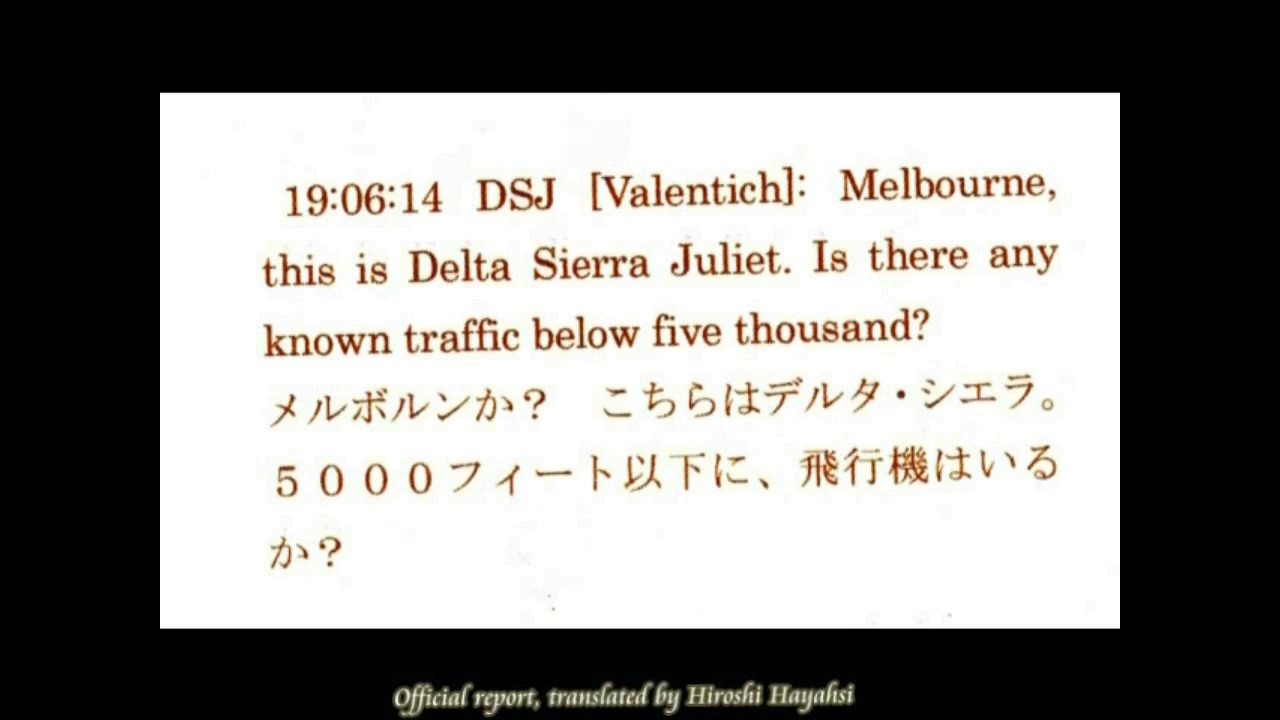 19:06:14 DSJ [Valentich]: Melbourne,
this is Delta Sierra Juliet. Is there any
known traffic below five thousand?
メルボルンか？　こちらはデルタ・シエラ。
５０００フィート以下に、飛行機はいる
か？
Official report, translated by Hiroshi Hayahsi